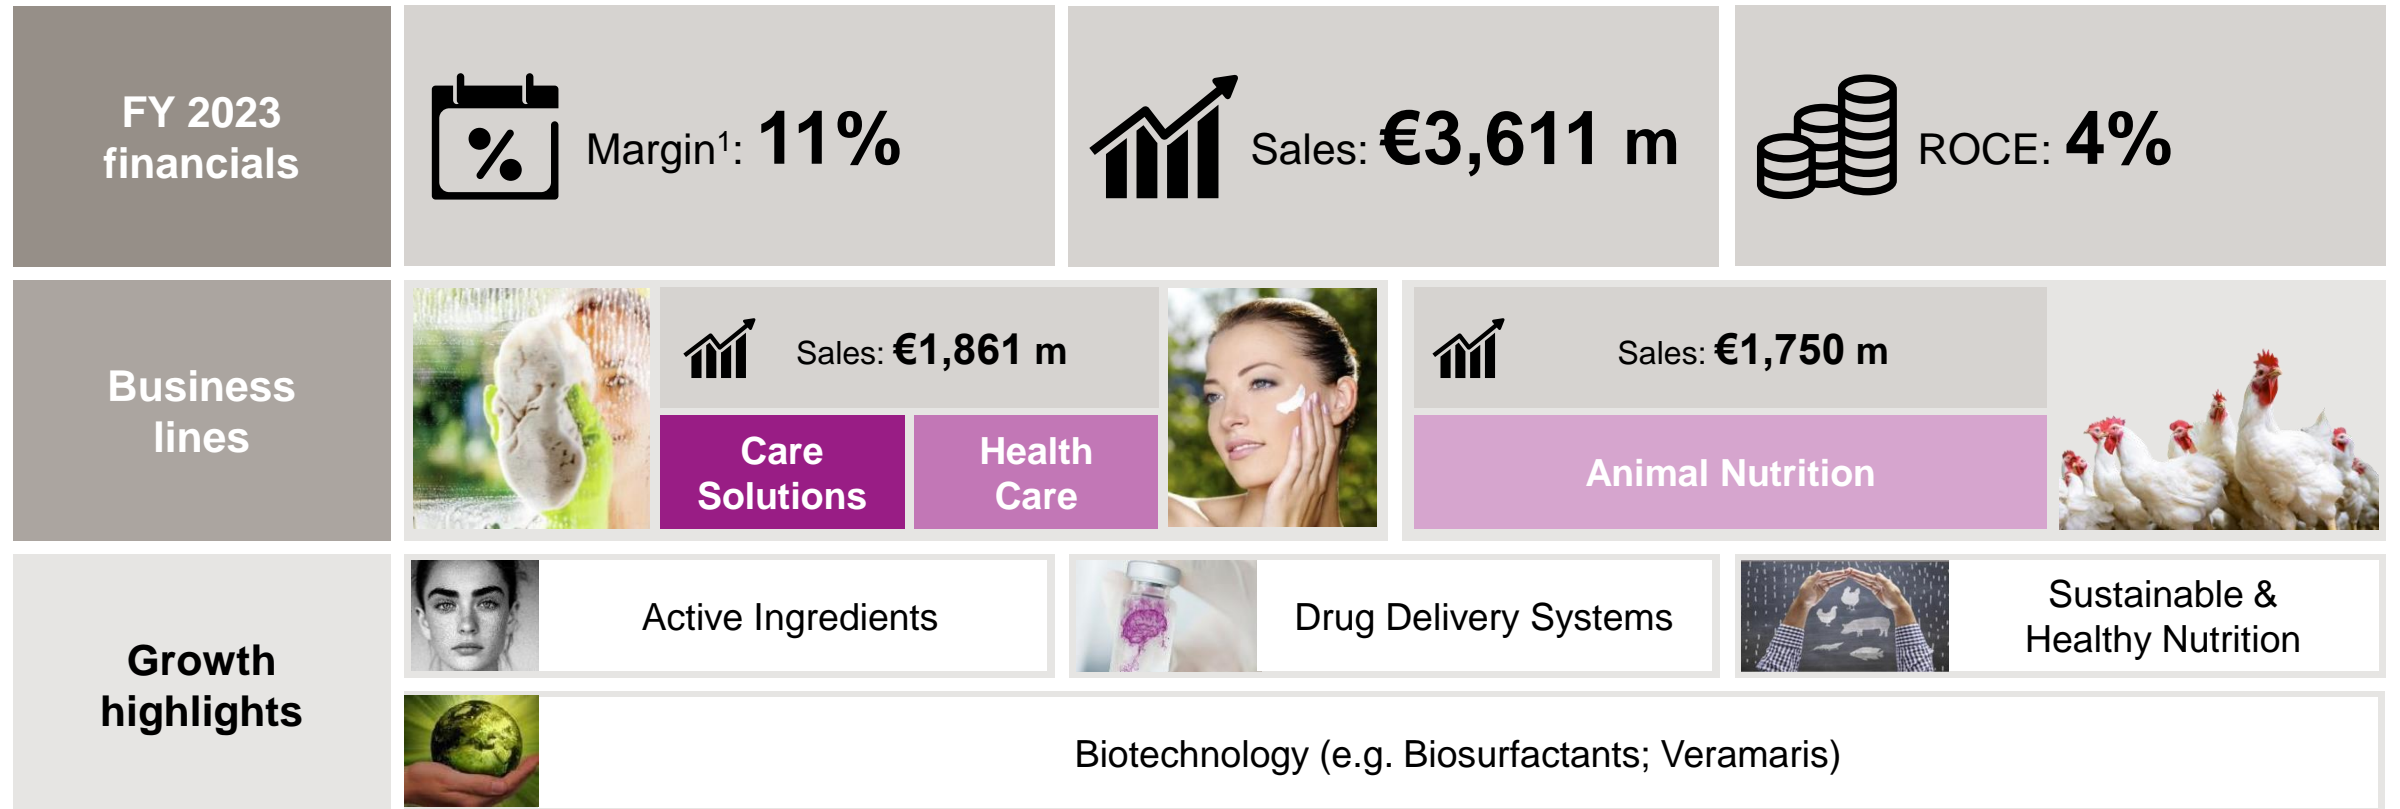 FY 2023
financials
Margin¹: 11%
Sales: €3,611 m
ROCE: 4%
Business
lines
Sales: €1,861 m
Care
Solutions
Health
Care
Sales: €1,750 m
Animal Nutrition
Growth
highlights
Active Ingredients
Drug Delivery Systems
Sustainable &
Healthy Nutrition
Biotechnology (e.g. Biosurfactants; Veramaris)